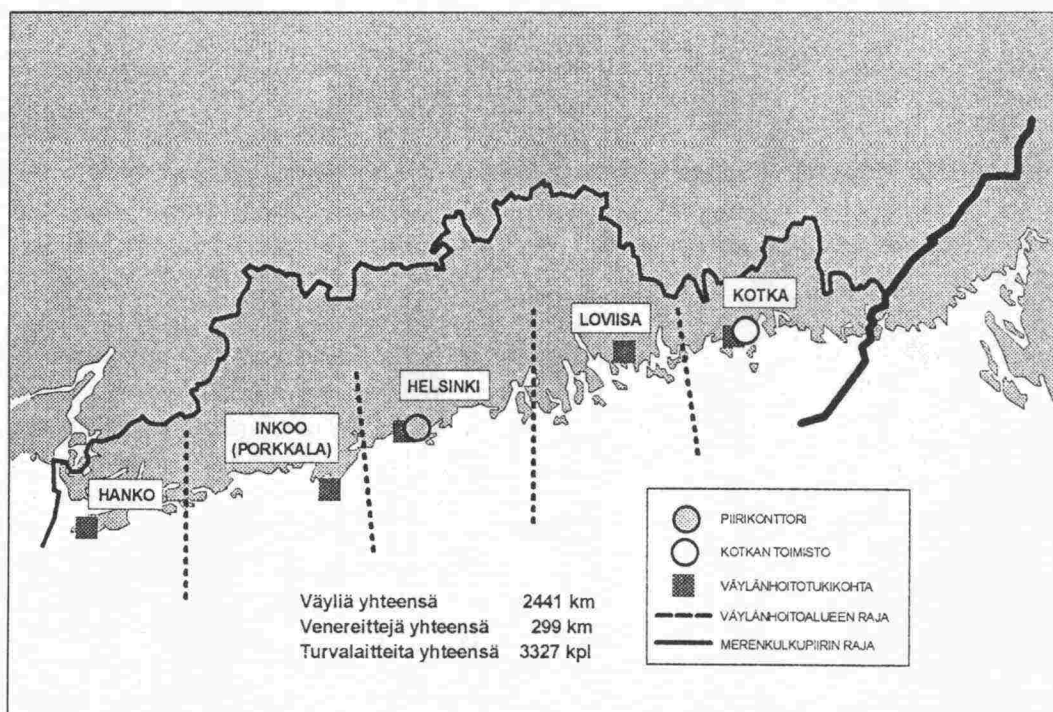 KOTKA
LOVIISA
HELSINKI
INKOO
(PORKKALA)
HANKO
PIIRIKONTTORI
KOTKAN TOIMISTO
VÄYLÄNHOITOTUKIKOHTA
VÄYLÄNHOITOALUEEN RAJA
MERENKULKUPIIRIN RAJA
Väyliä yhteensä 2441 km
Venereittejä yhteensä 299 km
Turvalaitteita yhteensä 3327 kpl